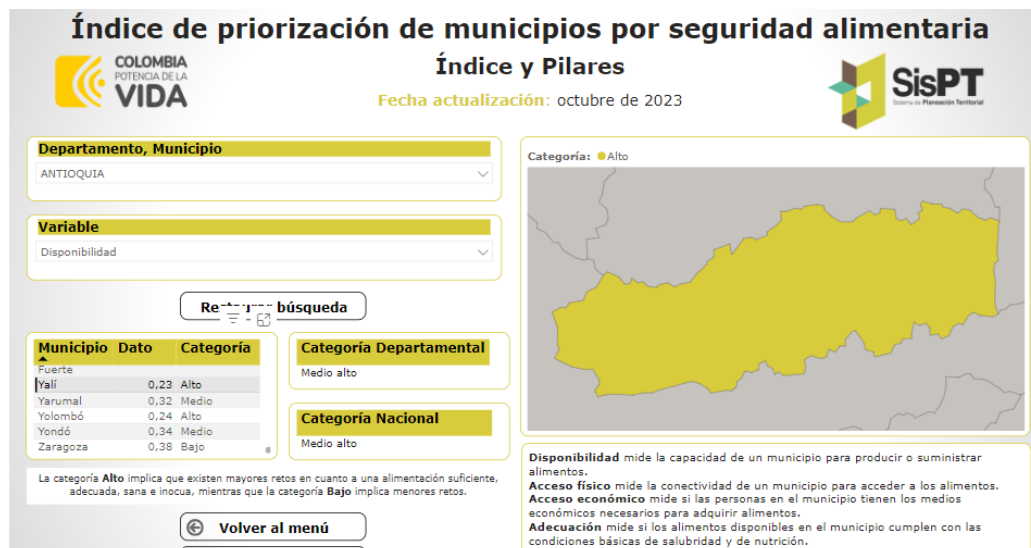 Índice de priorización de municipios por seguridad alimentaria
COLOMBIA
POTENCIA DE LA
VIDA
Índice y Pilares
Fecha actualización: octubre de 2023
SisPT
Sistema de Planeación Territorial
Departamento, Municipio
ANTIOQUIA
Variable
Disponibilidad
búsqueda
Municipio Dato Categoría
Fuerte
Yalí 0,23 Alto
Yarumal 0,32 Medio
Yolombó 0,24 Alto
Yondó 0,34 Medio
Zaragoza 0,38 Bajo
Categoría Departamental
Medio alto
Categoría Nacional
Medio alto
La categoría Alto implica que existen mayores retos en cuanto a una alimentación suficiente,
adecuada, sana e inocua, mientras que la categoría Bajo implica menores retos.
Volver al menú
Categoría: Alto
Disponibilidad mide la capacidad de un municipio para producir o suministrar
alimentos.
Acceso físico mide la conectividad de un municipio para acceder a los alimentos.
Acceso económico mide si las personas en el municipio tienen los medios
económicos necesarios para adquirir alimentos.
Adecuación mide si los alimentos disponibles en el municipio cumplen con las
condiciones básicas de salubridad y de nutrición.